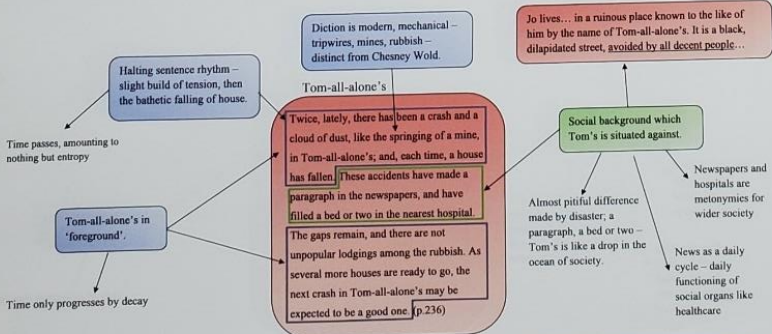 Diction is modern, mechanical –
tripwires, mines, rubbish –
distinct from Chesney Wold.
Jo lives… in a ruinous place known to the like of
him by the name of Tom-all-alone's. It is a black,
dilapidated street, avoided by all decent people…
Halting sentence rhythm –
slight build of tension, then
the bathetic falling of house.
Tom-all-alone's
Twice, lately, there has been a crash and a
cloud of dust, like the springing of a mine,
in Tom-all-alone's; and, each time, a house
has fallen. These accidents have made a
paragraph in the newspapers, and have
filled a bed or two in the nearest hospital.
The gaps remain, and there are not
unpopular lodgings among the rubbish. As
several more houses are ready to go, the
next crash in Tom-all-alone's may be
expected to be a good one. (p.236)
Social background which
Tom's is situated against.
Time passes, amounting to
nothing but entropy
Tom-all-alone's in
'foreground'.
Time only progresses by decay
Almost pitiful difference
made by disaster; a
paragraph, a bed or two –
Tom's is like a drop in the
ocean of society.
Newspapers and
hospitals are
metonymies for
wider society
News as a daily
cycle – daily
functioning of
social organs like
healthcare